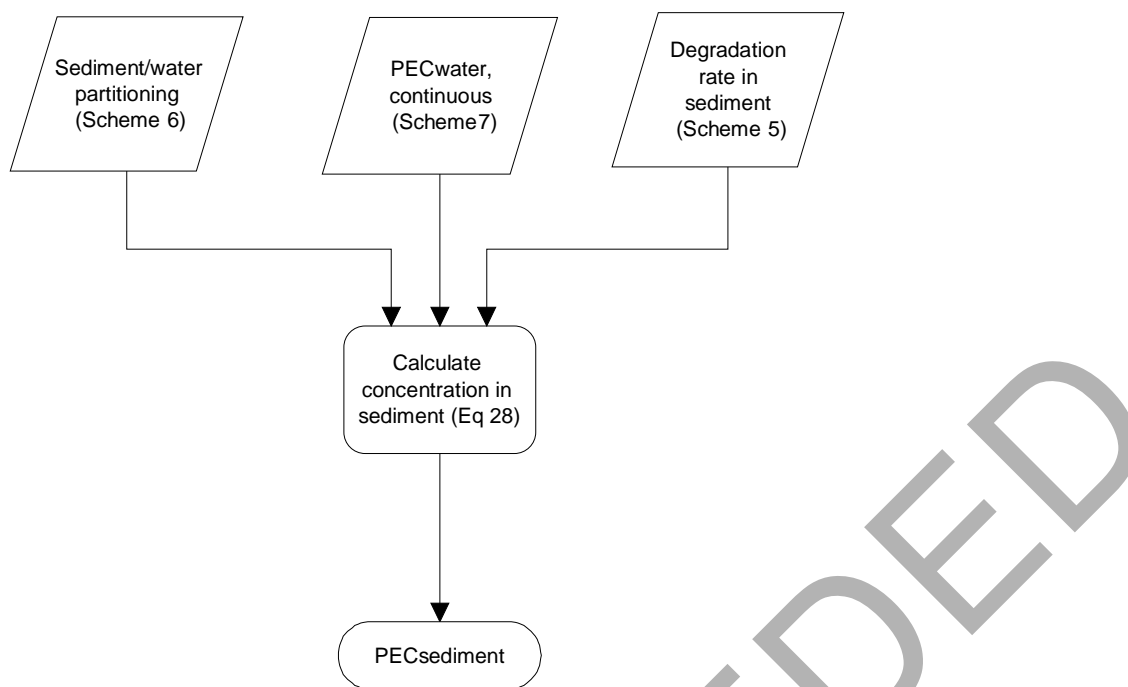 Sediment/water
partitioning
(Scheme 6)
PECwater,
continuous
(Scheme7)
Degradation
rate in
sediment
(Scheme 5)
Calculate
concentration in
sediment (Eq 28)
PECsediment
DED